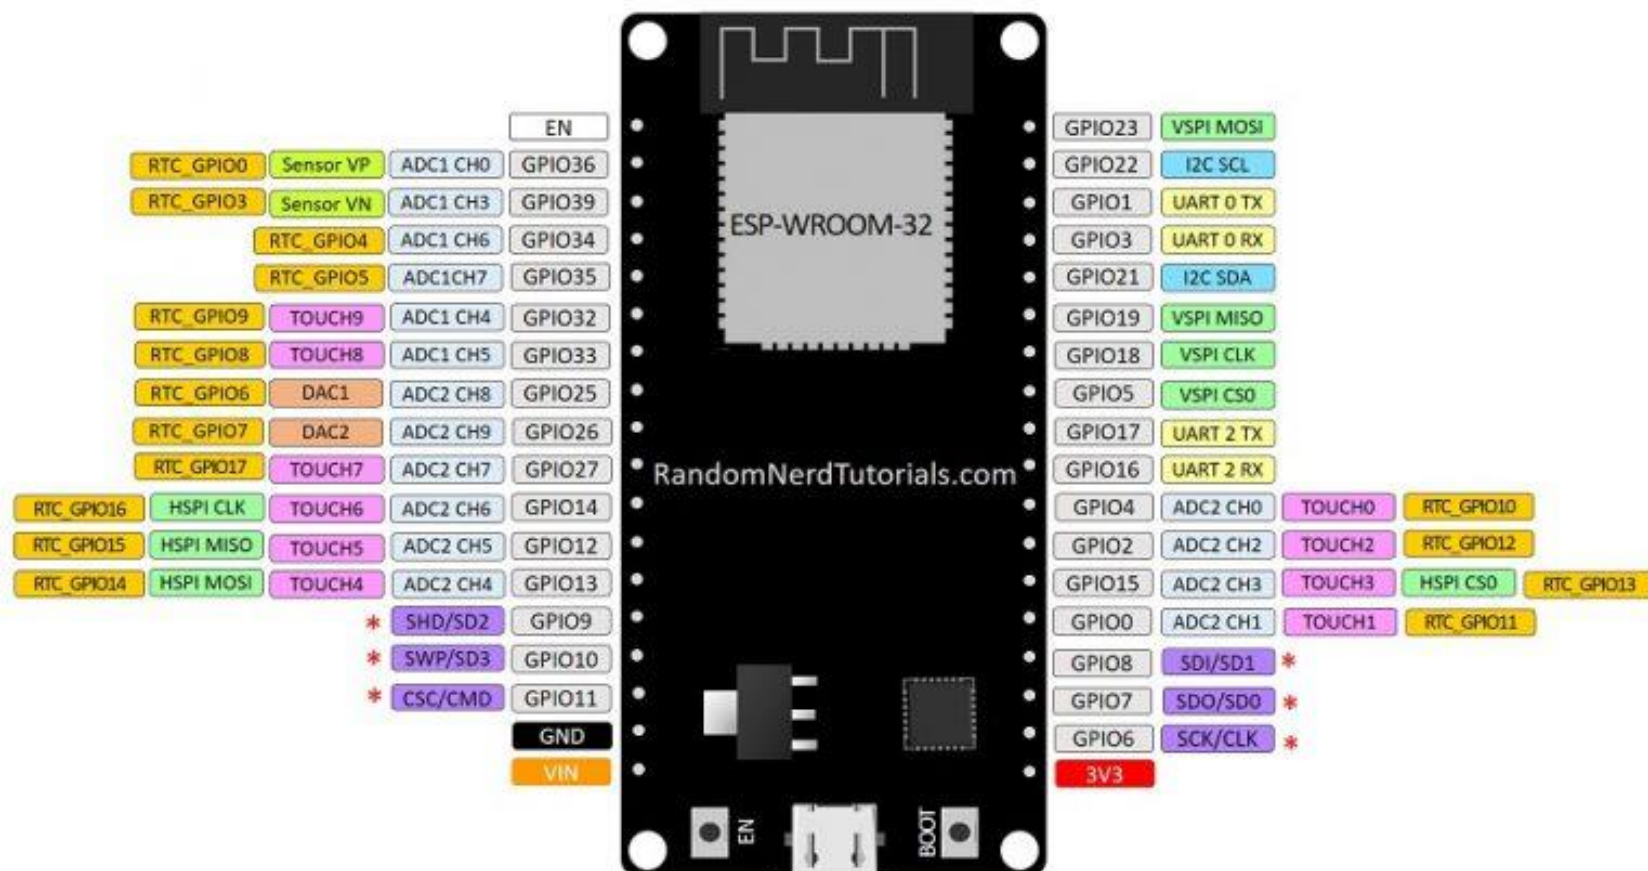 EN GPIO23 VSPI MOSI
RTC_GPIO0 Sensor VP ADC1 CH0 GPIO36 GPIO22 I2C SCL
RTC_GPIO3 Sensor VN ADC1 CH3 GPIO39 GPIO1 UART 0 TX
RTC_GPIO4 ADC1 CH6 GPIO34 ESP-WROOM-32 GPIO3 UART 0 RX
RTC_GPIO5 ADC1CH7 GPIO35 GPIO21 I2C SDA
RTC_GPIO9 TOUCH9 ADC1 CH4 GPIO32 GPIO19 VSPI MISO
RTC_GPIO8 TOUCH8 ADC1 CH5 GPIO33 GPIO18 VSPI CLK
RTC_GPIO6 DAC1 ADC2 CH8 GPIO25 GPIO5 VSPI CS0
RTC_GPIO7 DAC2 ADC2 CH9 GPIO26 GPIO17 UART 2 TX
RTC_GPIO17 TOUCH7 ADC2 CH7 GPIO27 RandomNerdTutorials.com GPIO16 UART 2 RX
RTC_GPIO16 HSPI CLK TOUCH6 ADC2 CH6 GPIO14 GPIO4 ADC2 CH0 TOUCH0 RTC_GPIO10
RTC_GPIO15 HSPI MISO TOUCH5 ADC2 CH5 GPIO12 GPIO2 ADC2 CH2 TOUCH2 RTC_GPIO12
RTC_GPIO14 HSPI MOSI TOUCH4 ADC2 CH4 GPIO13 GPIO15 ADC2 CH3 TOUCH3 HSPI CS0 RTC_GPIO13
* SHD/SD2 GPIO9 GPIO0 ADC2 CH1 TOUCH1 RTC_GPIO11
* SWP/SD3 GPIO10 GPIO8 SDI/SD1 *
* CSC/CMD GPIO11 GPIO7 SDO/SD0 *
GND GPIO6 SCK/CLK *
VIN 3V3
EN BOOT